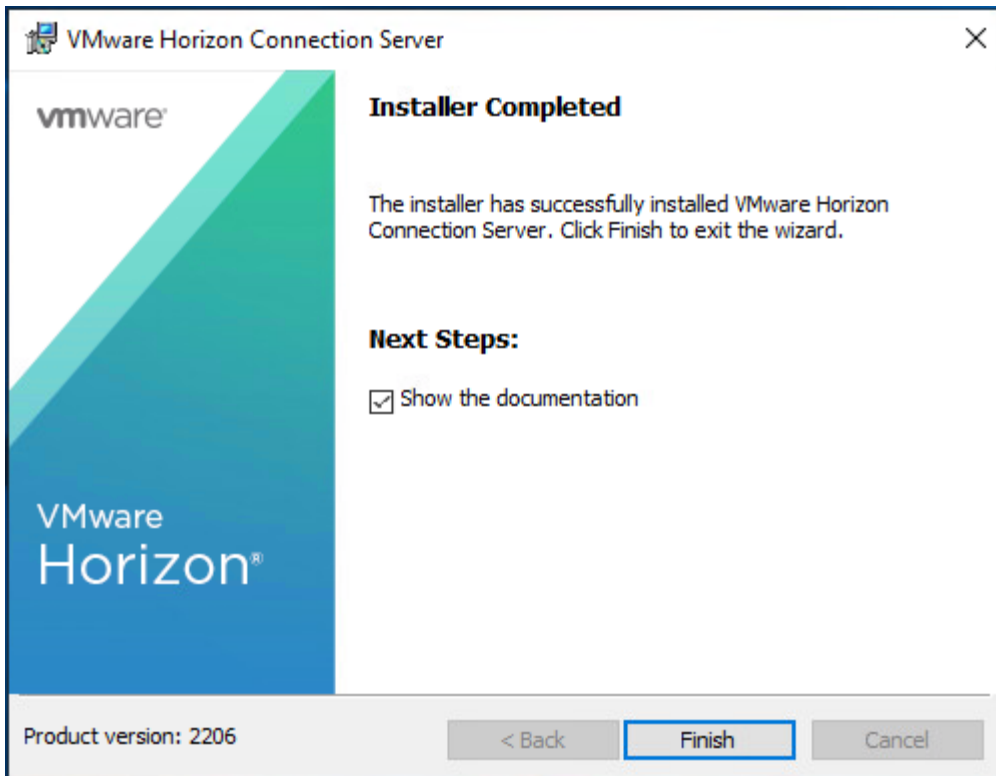 VMware Horizon Connection Server
vmware®
Installer Completed
The installer has successfully installed VMware Horizon
Connection Server. Click Finish to exit the wizard.
Next Steps:
Show the documentation
VMware
Horizon®
Product version: 2206
< Back
Finish
Cancel